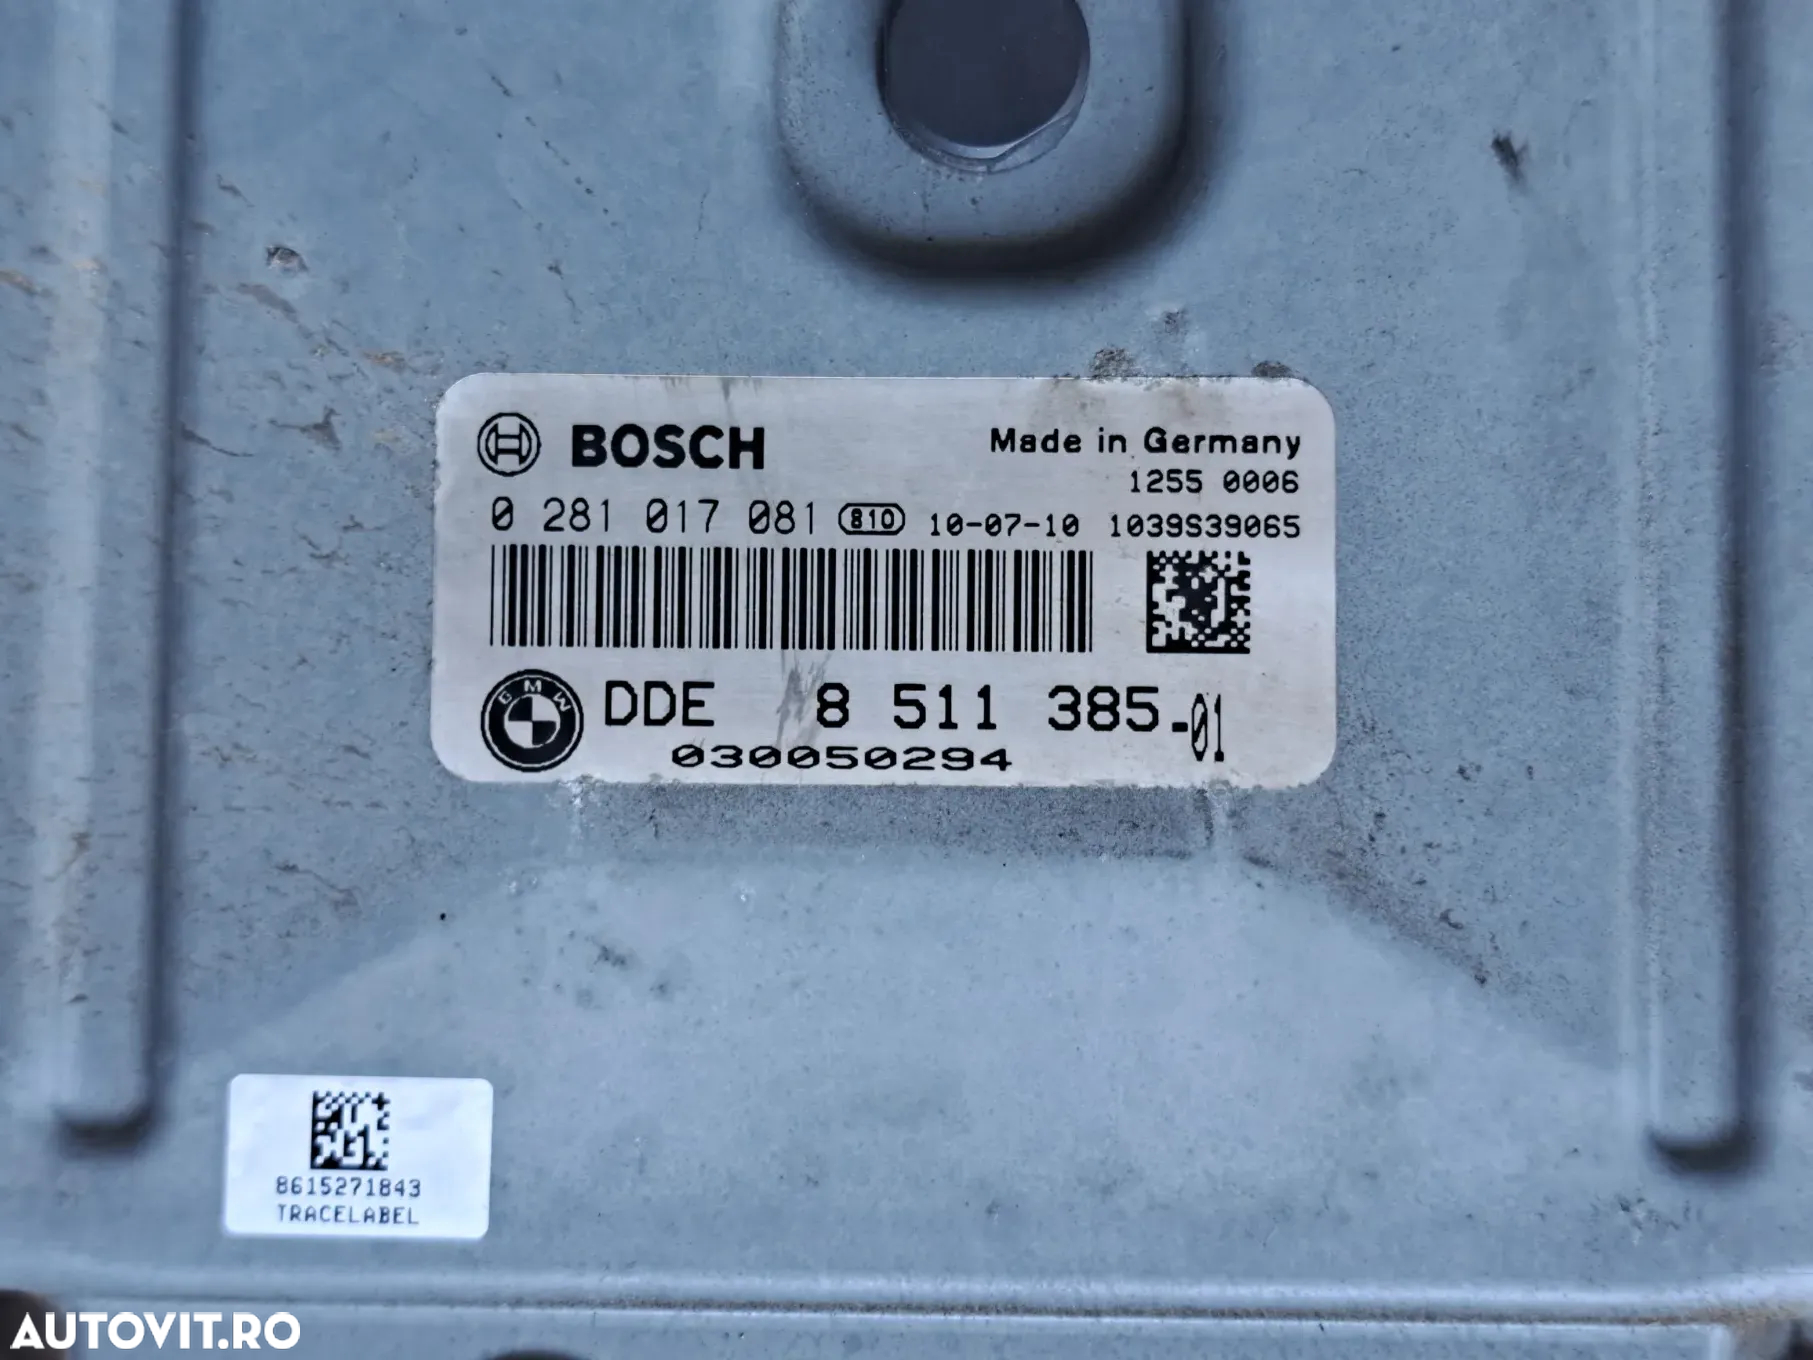 BOSCH
Made in Germany
1255 0006
0 281 017 081 810 10-07-10 1039S39065
BMW
DDE 8 511 385-01
030050294
8615271843
TRACELABEL
AUTOVIT.RO